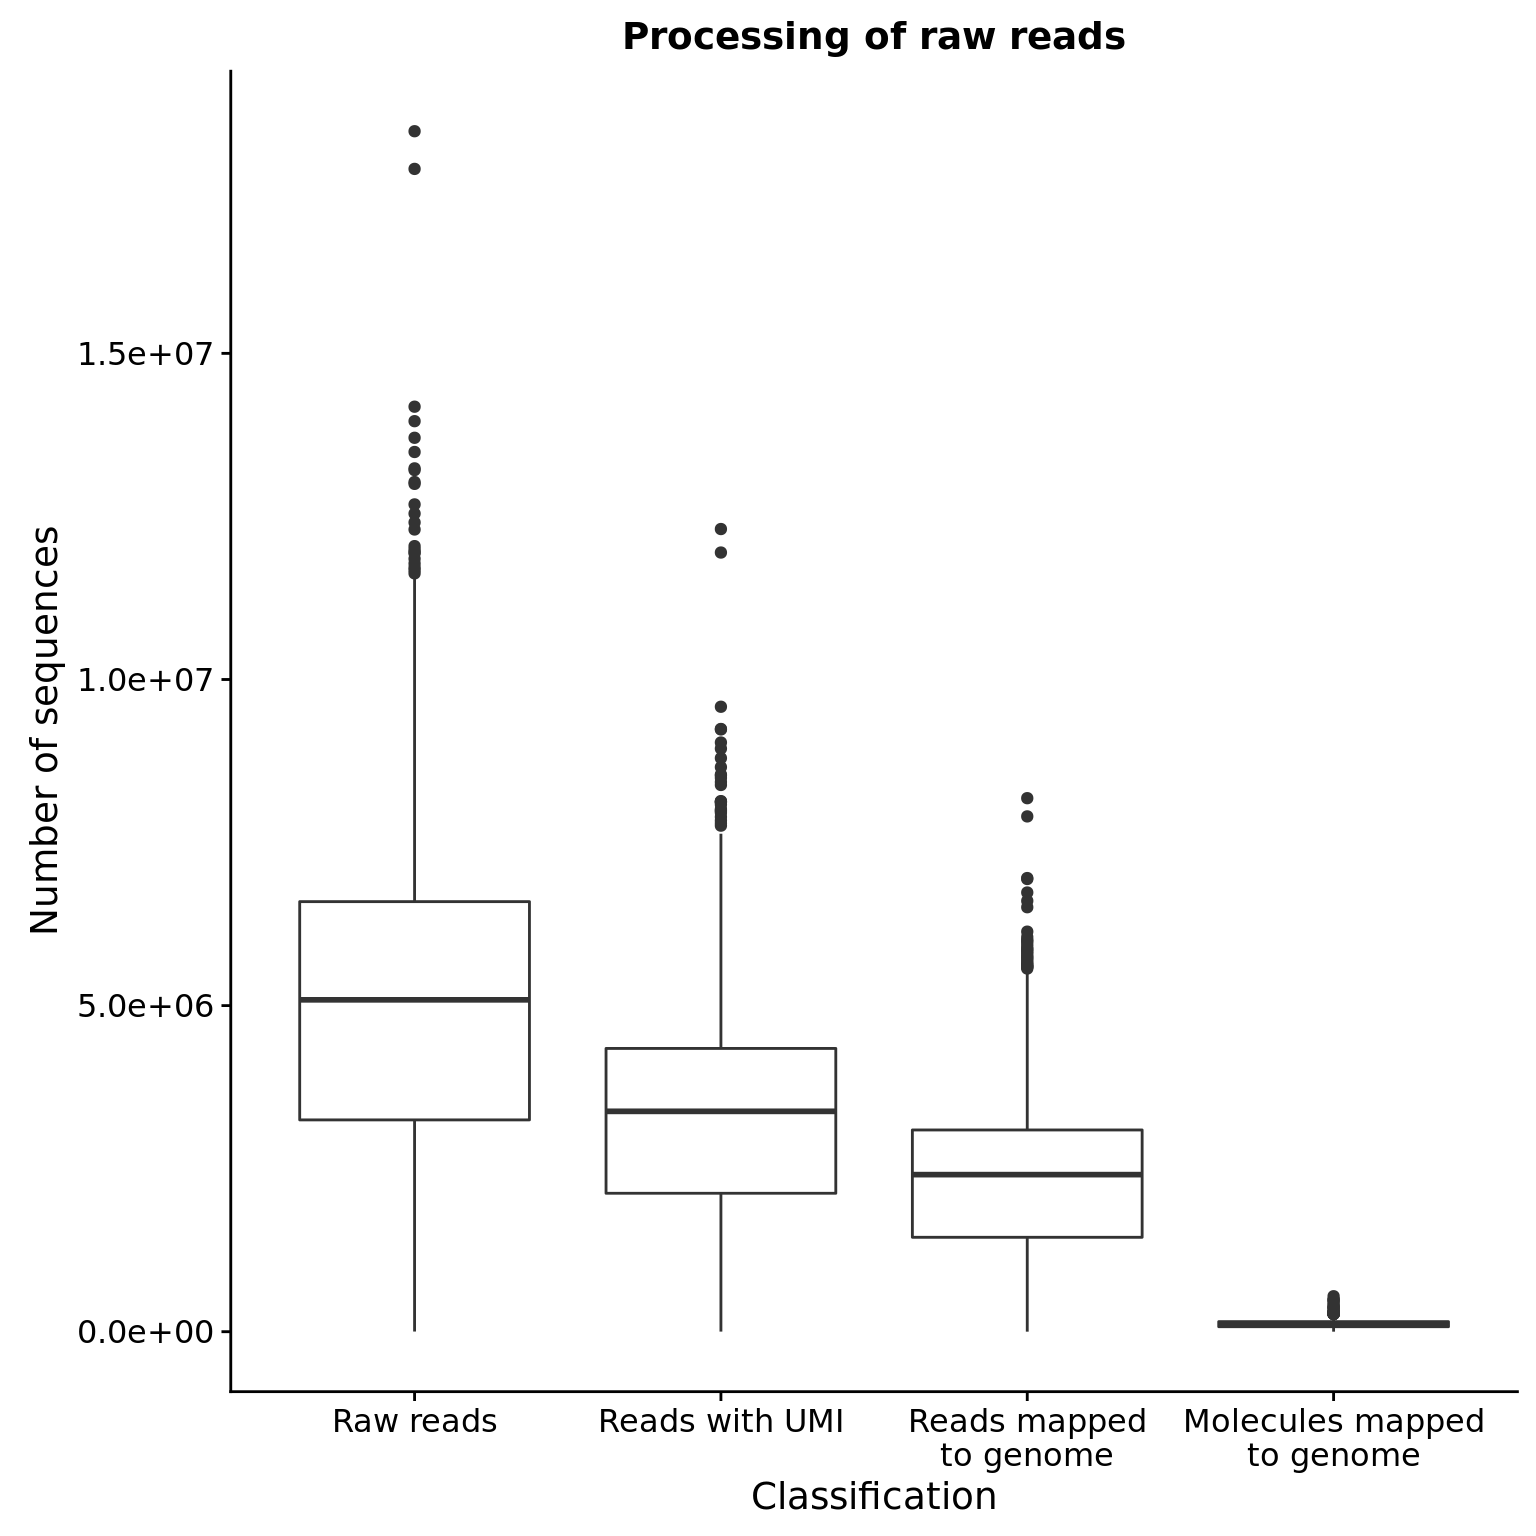 Processing of raw reads
Number of sequences
1.5e+07
1.0e+07
5.0e+06
0.0e+00
Raw reads
Reads with UMI
Reads mapped
to genome
Molecules mapped
to genome
Classification